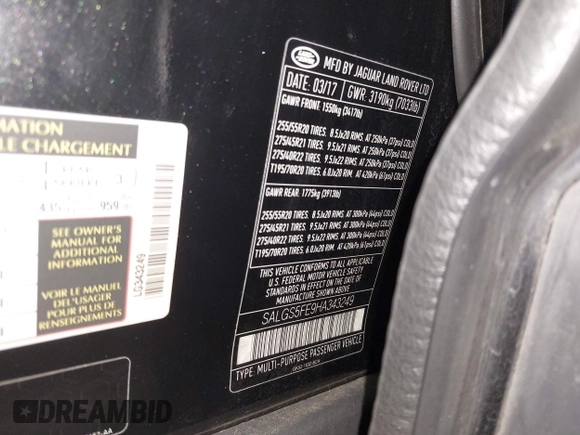 LAND ROVER
MFD BY JAGUAR LAND ROVER LTD
DATE: 03/17 GWR: 3190kg (7033lb)
GAWR FRONT: 1550kg (3417lb)
255/55R20 TIRES. 8.5Jx20 RIMS. AT 250kPa (37psi) COLD
275/45R21 TIRES. 9.5Jx21 RIMS. AT 250kPa (37psi) COLD
275/40R22 TIRES. 9.5Jx22 RIMS. AT 250kPa (37psi) COLD
T195/70R20 TIRES. 6.0Jx20 RIM. AT 420kPa (61psi) COLD
GAWR REAR: 1775kg (3913lb)
255/55R20 TIRES. 8.5Jx20 RIMS. AT 300kPa (44psi) COLD
275/45R21 TIRES. 9.5Jx21 RIMS. AT 300kPa (44psi) COLD
275/40R22 TIRES. 9.5Jx22 RIMS. AT 300kPa (44psi) COLD
T195/70R20 TIRES. 6.0Jx20 RIM. AT 420kPa (61psi) COLD
THIS VEHICLE CONFORMS TO ALL APPLICABLE
U.S. FEDERAL MOTOR VEHICLE SAFETY
STANDARDS IN EFFECT ON THE DATE OF
MANUFACTURE SHOWN ABOVE.
SALGS5FE9HA343249
TYPE: MULTI-PURPOSE PASSENGER VEHICLE
MATION
LE CHARGEMENT
SEE OWNER'S
MANUAL FOR
ADDITIONAL
INFORMATION
VOIR LE MANUEL
DE L'USAGER
POUR PLUS DE
RENSEIGNEMENTS
LG343249
DREAMBID